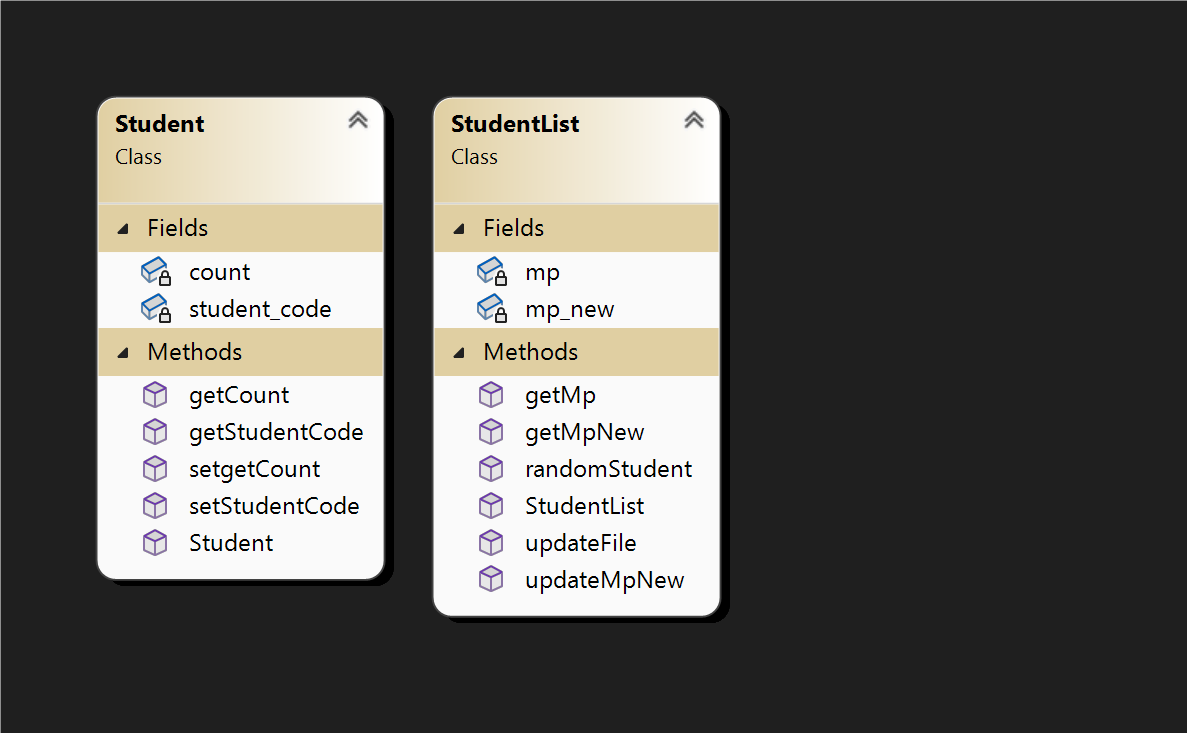 Student
Class
Fields
count
student_code
Methods
getCount
getStudentCode
setgetCount
setStudentCode
Student
StudentList
Class
Fields
mp
mp_new
Methods
getMp
getMpNew
randomStudent
StudentList
updateFile
updateMpNew